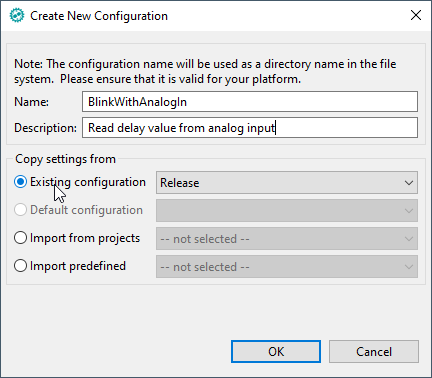 Create New Configuration
Note: The configuration name will be used as a directory name in the file
system.  Please ensure that it is valid for your platform.
Name: BlinkWithAnalogIn
Description: Read delay value from analog input
Copy settings from
Existing configuration Release
Default configuration
Import from projects -- not selected --
Import predefined -- not selected --
OK Cancel